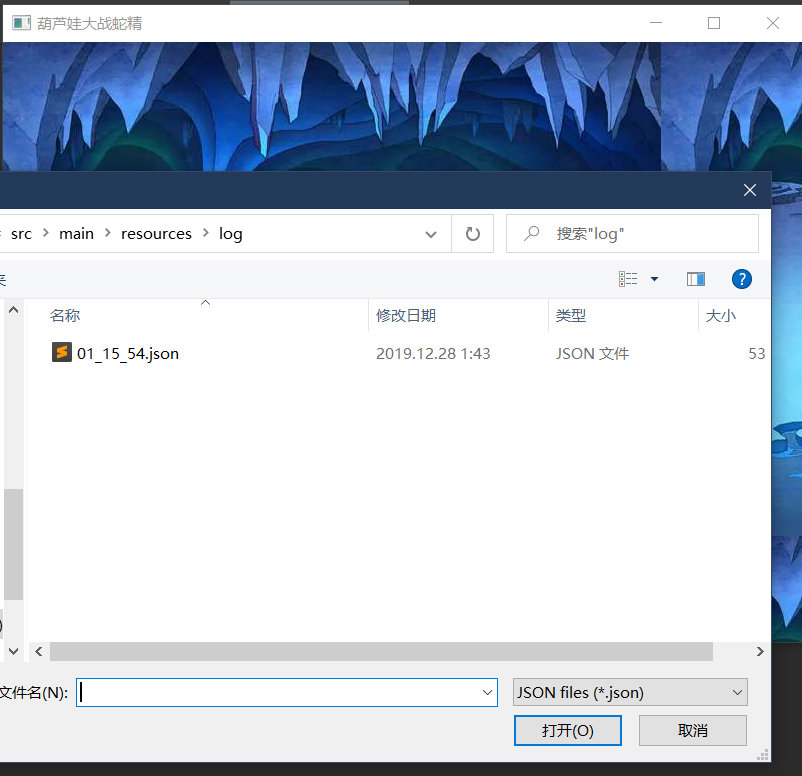 葫芦娃大战蛇精
src > main > resources > log
搜索"log"
?
名称 修改日期 类型 大小
01_15_54.json 2019.12.28 1:43 JSON 文件 53
文件名(N): JSON files (*.json)
打开(O) 取消